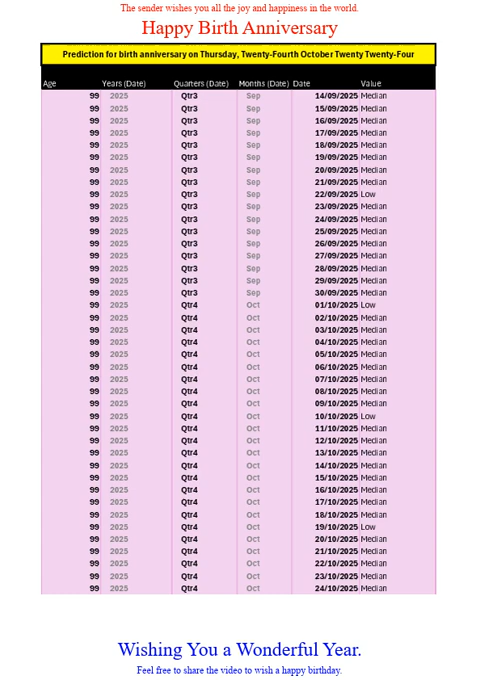 The sender wishes you all the joy and happiness in the world.
Happy Birth Anniversary
Prediction for birth anniversary on Thursday, Twenty-Fourth October Twenty Twenty-Four
Age Years (Date) Quarters (Date) Months (Date) Date Value
99 2025 Qtr3 Sep 14/09/2025 Median
99 2025 Qtr3 Sep 15/09/2025 Median
99 2025 Qtr3 Sep 16/09/2025 Median
99 2025 Qtr3 Sep 17/09/2025 Median
99 2025 Qtr3 Sep 18/09/2025 Median
99 2025 Qtr3 Sep 19/09/2025 Median
99 2025 Qtr3 Sep 20/09/2025 Median
99 2025 Qtr3 Sep 21/09/2025 Median
99 2025 Qtr3 Sep 22/09/2025 Low
99 2025 Qtr3 Sep 23/09/2025 Median
99 2025 Qtr3 Sep 24/09/2025 Median
99 2025 Qtr3 Sep 25/09/2025 Median
99 2025 Qtr3 Sep 26/09/2025 Median
99 2025 Qtr3 Sep 27/09/2025 Median
99 2025 Qtr3 Sep 28/09/2025 Median
99 2025 Qtr3 Sep 29/09/2025 Median
99 2025 Qtr3 Sep 30/09/2025 Median
99 2025 Qtr4 Oct 01/10/2025 Low
99 2025 Qtr4 Oct 02/10/2025 Median
99 2025 Qtr4 Oct 03/10/2025 Median
99 2025 Qtr4 Oct 04/10/2025 Median
99 2025 Qtr4 Oct 05/10/2025 Median
99 2025 Qtr4 Oct 06/10/2025 Median
99 2025 Qtr4 Oct 07/10/2025 Median
99 2025 Qtr4 Oct 08/10/2025 Median
99 2025 Qtr4 Oct 09/10/2025 Median
99 2025 Qtr4 Oct 10/10/2025 Low
99 2025 Qtr4 Oct 11/10/2025 Median
99 2025 Qtr4 Oct 12/10/2025 Median
99 2025 Qtr4 Oct 13/10/2025 Median
99 2025 Qtr4 Oct 14/10/2025 Median
99 2025 Qtr4 Oct 15/10/2025 Median
99 2025 Qtr4 Oct 16/10/2025 Median
99 2025 Qtr4 Oct 17/10/2025 Median
99 2025 Qtr4 Oct 18/10/2025 Median
99 2025 Qtr4 Oct 19/10/2025 Low
99 2025 Qtr4 Oct 20/10/2025 Median
99 2025 Qtr4 Oct 21/10/2025 Median
99 2025 Qtr4 Oct 22/10/2025 Median
99 2025 Qtr4 Oct 23/10/2025 Median
99 2025 Qtr4 Oct 24/10/2025 Median
Wishing You a Wonderful Year.
Feel free to share the video to wish a happy birthday.